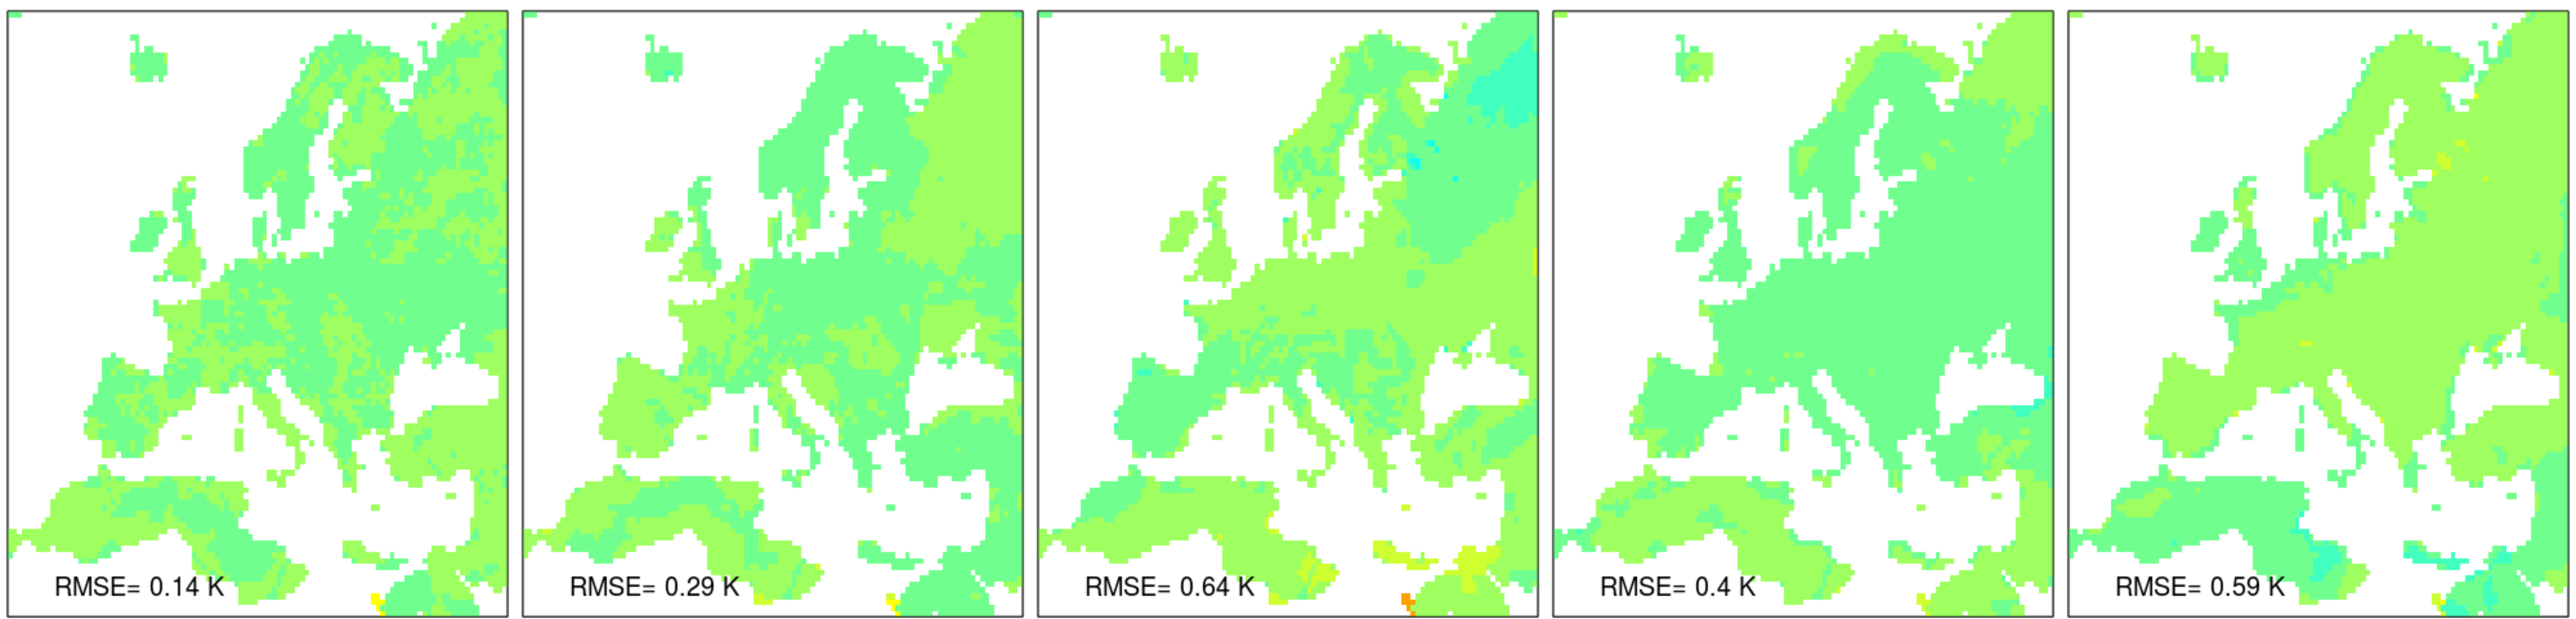 RMSE= 0.14 K
RMSE= 0.29 K
RMSE= 0.64 K
RMSE= 0.4 K
RMSE= 0.59 K